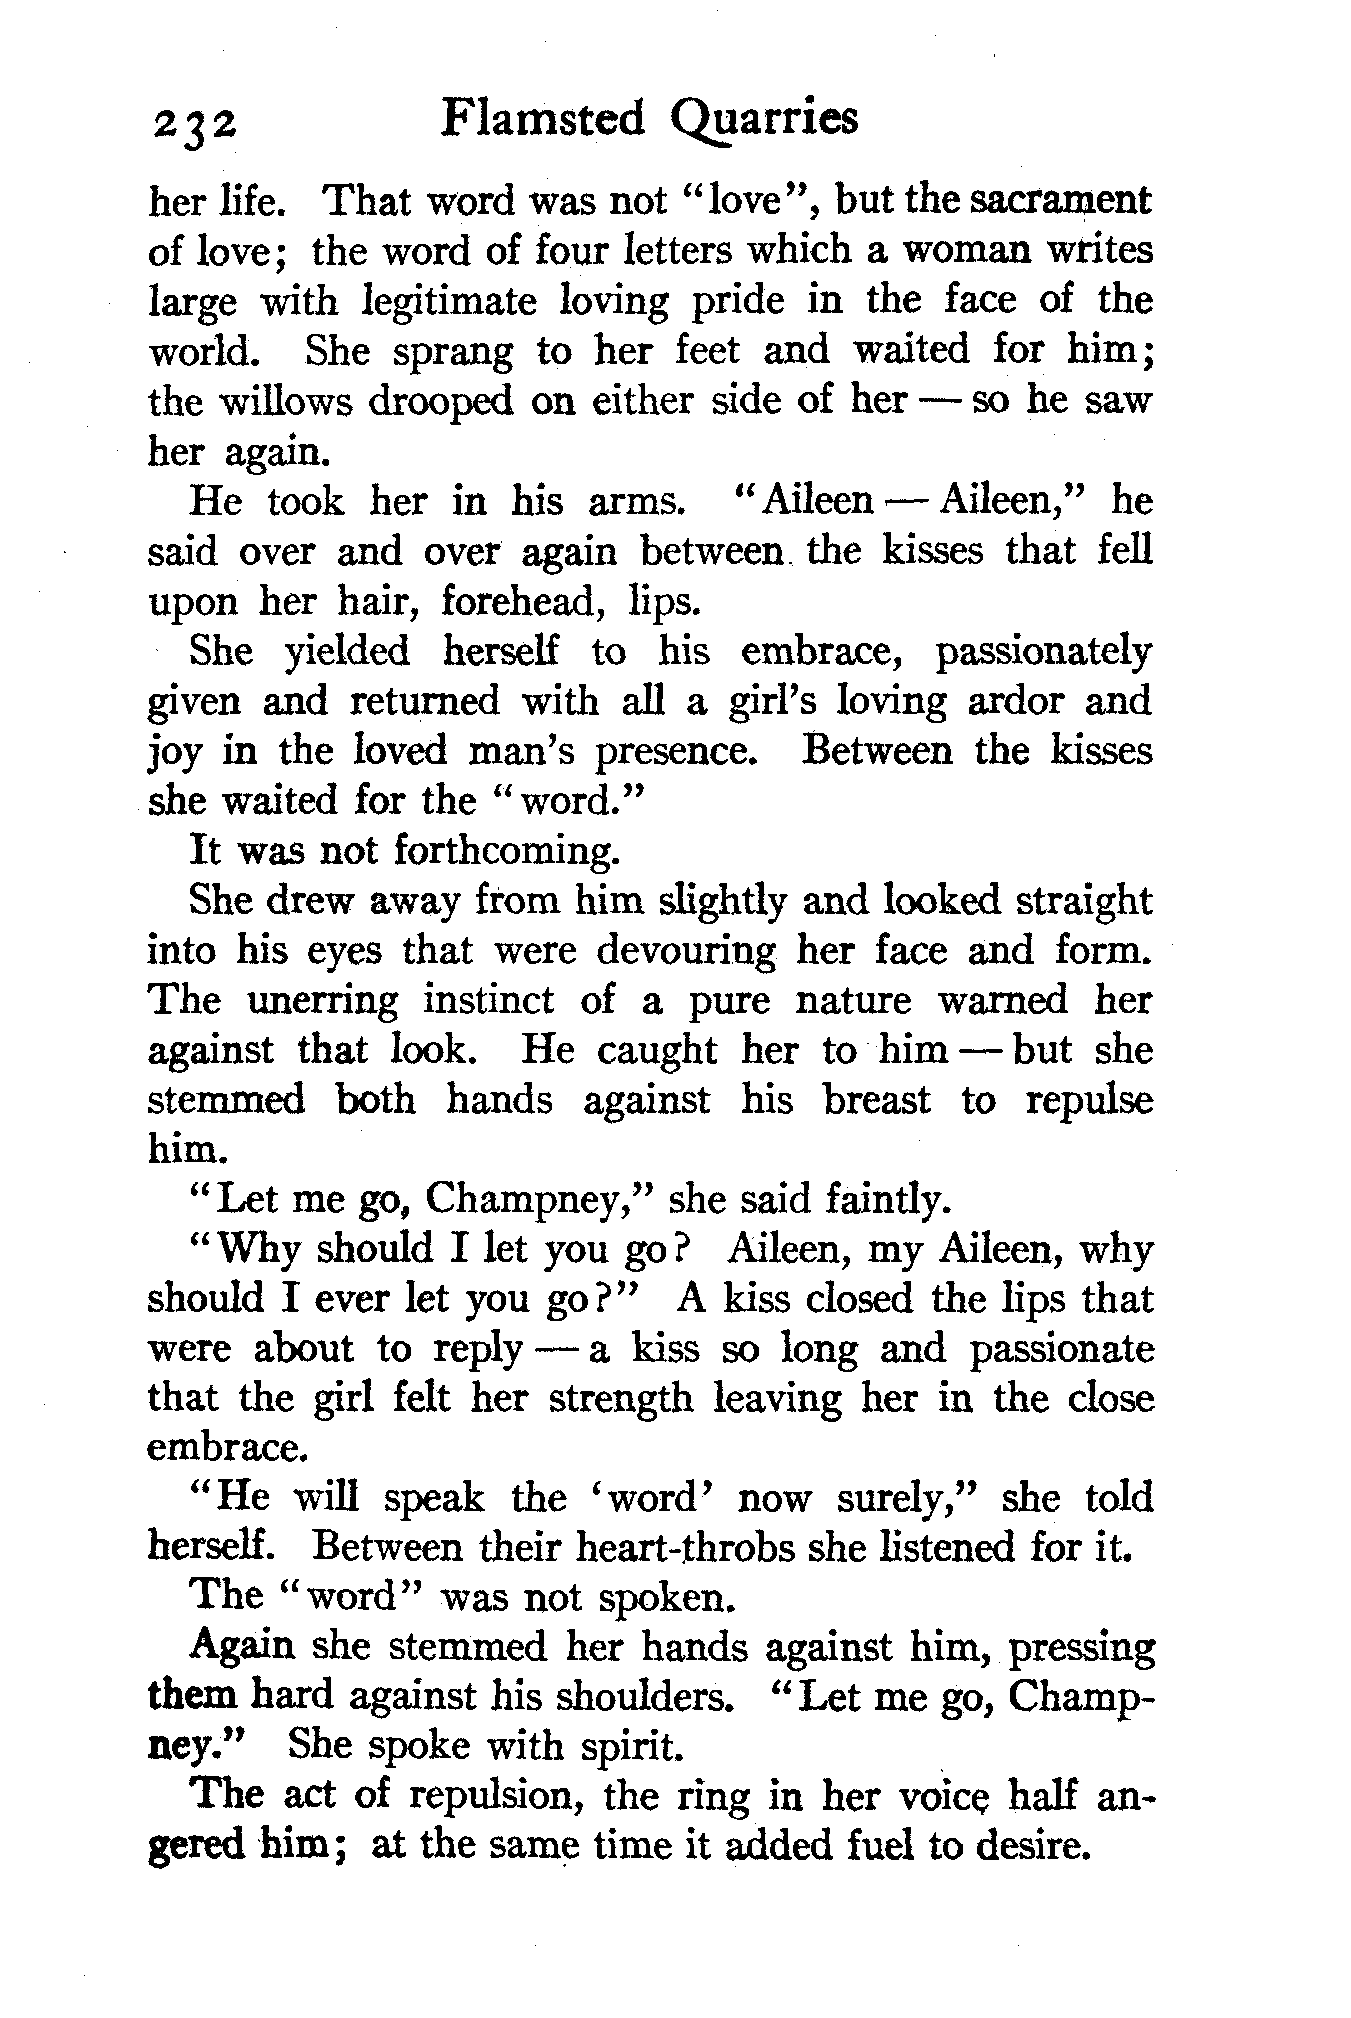 232 Flamsted Quarries
her life. That word was not "love", but the sacrament
of love; the word of four letters which a woman writes
large with legitimate loving pride in the face of the
world. She sprang to her feet and waited for him;
the willows drooped on either side of her — so he saw
her again.
He took her in his arms. "Aileen — Aileen," he
said over and over again between the kisses that fell
upon her hair, forehead, lips.
She yielded herself to his embrace, passionately
given and returned with all a girl's loving ardor and
joy in the loved man's presence. Between the kisses
she waited for the "word."
It was not forthcoming.
She drew away from him slightly and looked straight
into his eyes that were devouring her face and form.
The unerring instinct of a pure nature warned her
against that look. He caught her to him — but she
stemmed both hands against his breast to repulse
him.
"Let me go, Champney," she said faintly.
"Why should I let you go? Aileen, my Aileen, why
should I ever let you go?" A kiss closed the lips that
were about to reply — a kiss so long and passionate
that the girl felt her strength leaving her in the close
embrace.
"He will speak the 'word' now surely," she told
herself. Between their heart-throbs she listened for it.
The "word" was not spoken.
Again she stemmed her hands against him, pressing
them hard against his shoulders. "Let me go, Champ-
ney." She spoke with spirit.
The act of repulsion, the ring in her voice half an-
gered him; at the same time it added fuel to desire.